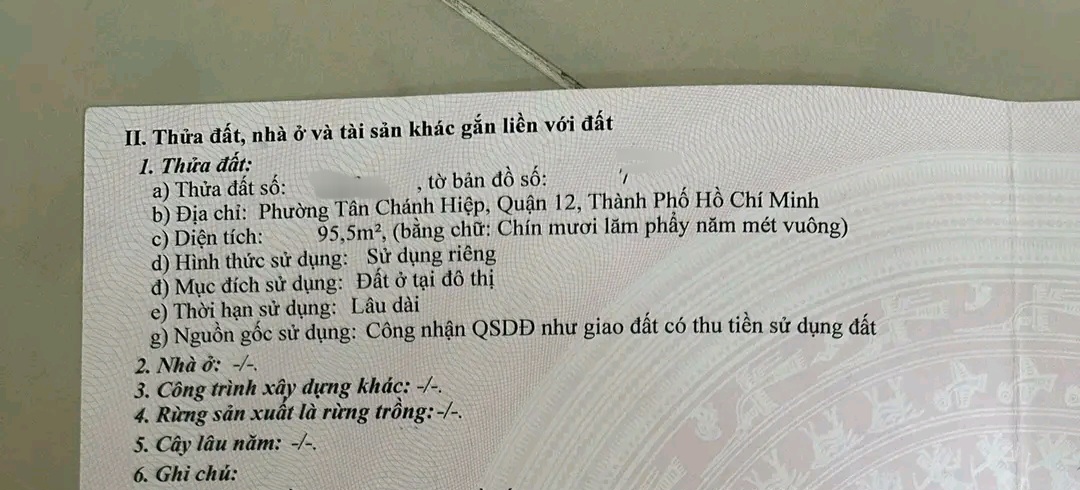 II. Thửa đất, nhà ở và tài sản khác gắn liền với đất
1. Thửa đất:
a) Thửa đất số: , tờ bản đồ số:
b) Địa chỉ: Phường Tân Chánh Hiệp, Quận 12, Thành Phố Hồ Chí Minh
c) Diện tích: 95,5m², (bằng chữ: Chín mươi lăm phẩy năm mét vuông)
d) Hình thức sử dụng: Sử dụng riêng
đ) Mục đích sử dụng: Đất ở tại đô thị
e) Thời hạn sử dụng: Lâu dài
g) Nguồn gốc sử dụng: Công nhận QSDĐ như giao đất có thu tiền sử dụng đất
2. Nhà ở: -/-.
3. Công trình xây dựng khác: -/-.
4. Rừng sản xuất là rừng trồng: -/-.
5. Cây lâu năm: -/-.
6. Ghi chú: